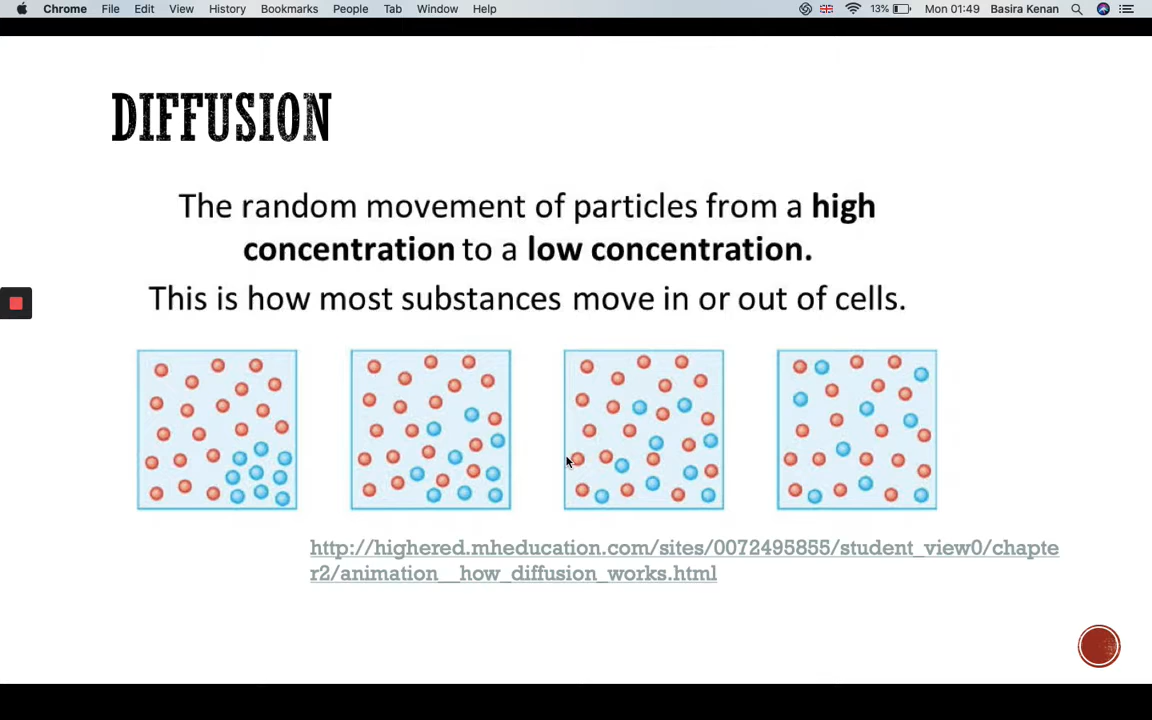 Chrome File Edit View History Bookmarks People Tab Window Help 13% Mon 01:49 Basira Kenan
DIFFUSION
The random movement of particles from a high
concentration to a low concentration.
This is how most substances move in or out of cells.
http://highered.mheducation.com/sites/0072495855/student_view0/chapte
r2/animation__how_diffusion_works.html